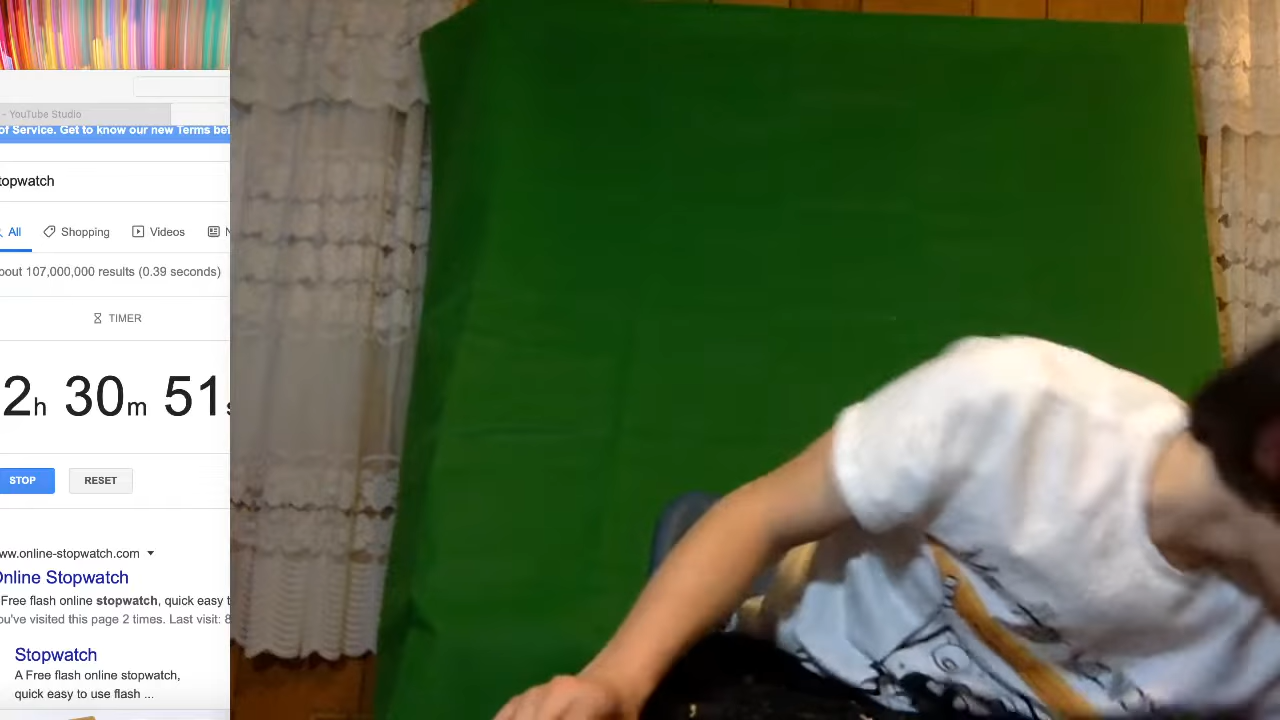 - YouTube Studio
of Service. Get to know our new Terms bef
topwatch
All Shopping Videos N
bout 107,000,000 results (0.39 seconds)
TIMER
2h 30m 51s
STOP RESET
ww.online-stopwatch.com
Online Stopwatch
Free flash online stopwatch, quick easy t
ou've visited this page 2 times. Last visit: 8
Stopwatch
A Free flash online stopwatch,
quick easy to use flash ...